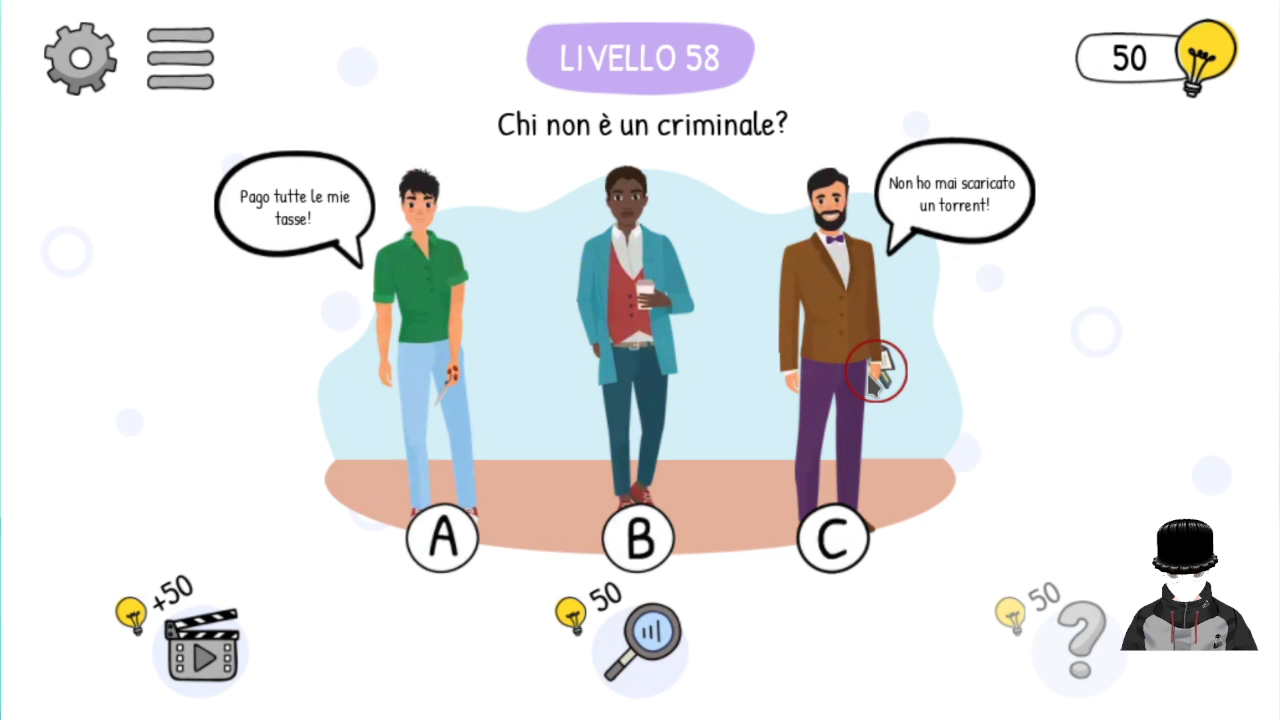 LIVELLO 58
50
Chi non è un criminale?
Pago tutte le mie
tasse!
Non ho mai scaricato
un torrent!
A
B
C
+50
50
50
?